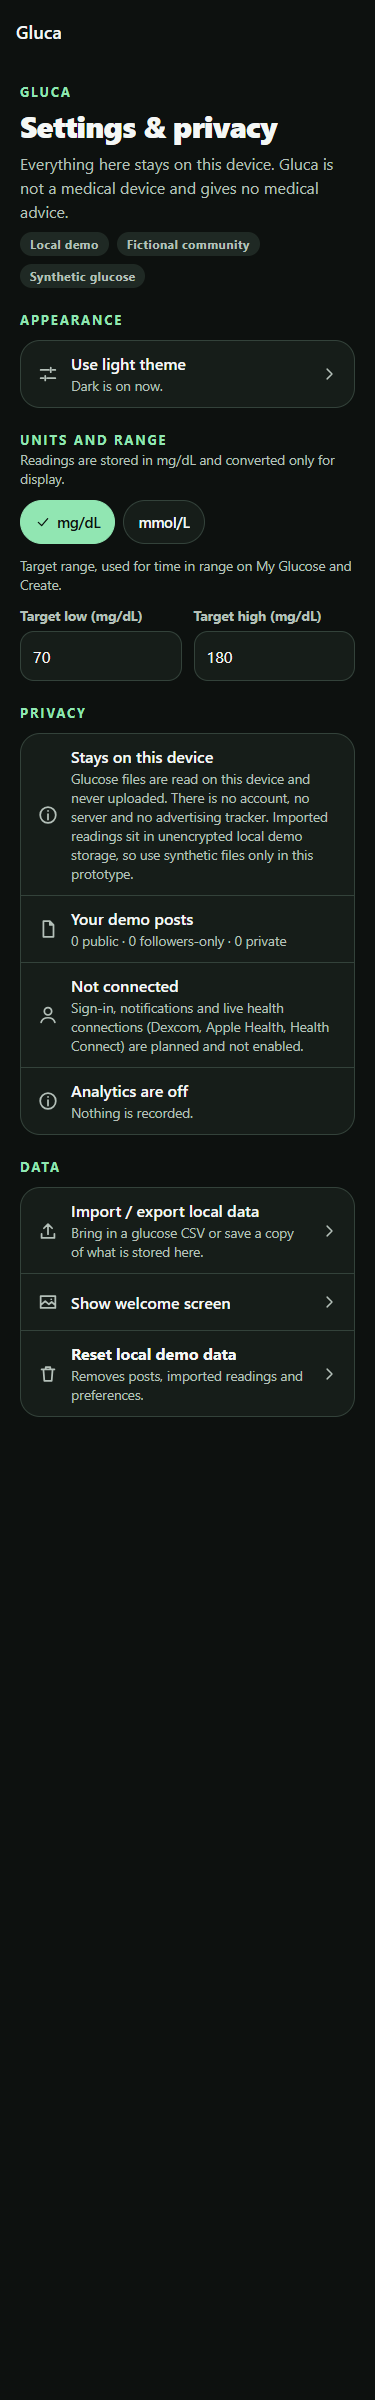 Gluca
GLUCA
Settings & privacy
Everything here stays on this device. Gluca is
not a medical device and gives no medical
advice.
Local demo
Fictional community
Synthetic glucose
APPEARANCE
Use light theme
Dark is on now.
UNITS AND RANGE
Readings are stored in mg/dL and converted only for
display.
mg/dL
mmol/L
Target range, used for time in range on My Glucose and
Create.
Target low (mg/dL)
Target high (mg/dL)
70
180
PRIVACY
Stays on this device
Glucose files are read on this device and
never uploaded. There is no account, no
server and no advertising tracker. Imported
readings sit in unencrypted local demo
storage, so use synthetic files only in this
prototype.
Your demo posts
0 public · 0 followers-only · 0 private
Not connected
Sign-in, notifications and live health
connections (Dexcom, Apple Health, Health
Connect) are planned and not enabled.
Analytics are off
Nothing is recorded.
DATA
Import / export local data
Bring in a glucose CSV or save a copy
of what is stored here.
Show welcome screen
Reset local demo data
Removes posts, imported readings and
preferences.